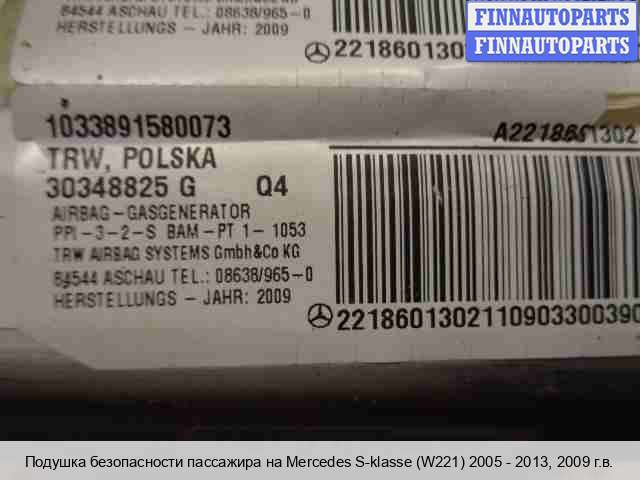 84544 ASCHAU TEL.: 08638/965-0
HERSTELLUNGS - JAHR: 2009
2218601302
FINNAUTOPARTS
FINNAUTOPARTS
1033891580073
TRW, POLSKA
30348825 G Q4
AIRBAG-GASGENERATOR
PPI-3-2-S BAM-PT 1- 1053
TRW AIRBAG SYSTEMS GmbH&Co KG
84544 ASCHAU TEL.: 08638/965-0
HERSTELLUNGS - JAHR: 2009
2218601302110903300390
Подушка безопасности пассажира на Mercedes S-klasse (W221) 2005 - 2013, 2009 г.в.